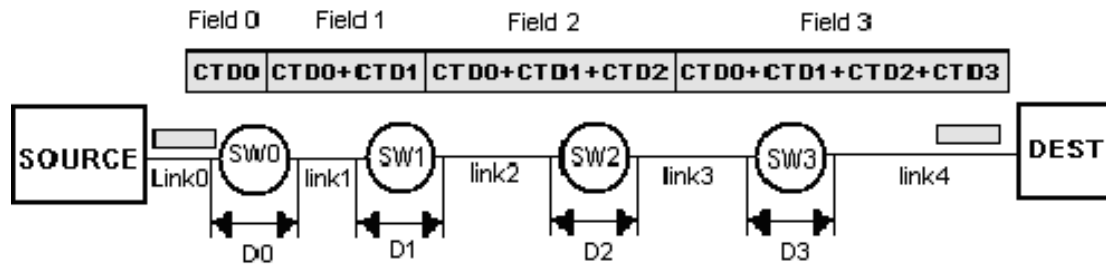 Field 0 Field 1 Field 2 Field 3
CTD0 CTD0+CTD1 CTD0+CTD1+CTD2 CTD0+CTD1+CTD2+CTD3
SOURCE SW0 SW1 SW2 SW3 DEST
Link0 link1 link2 link3 link4
D0 D1 D2 D3